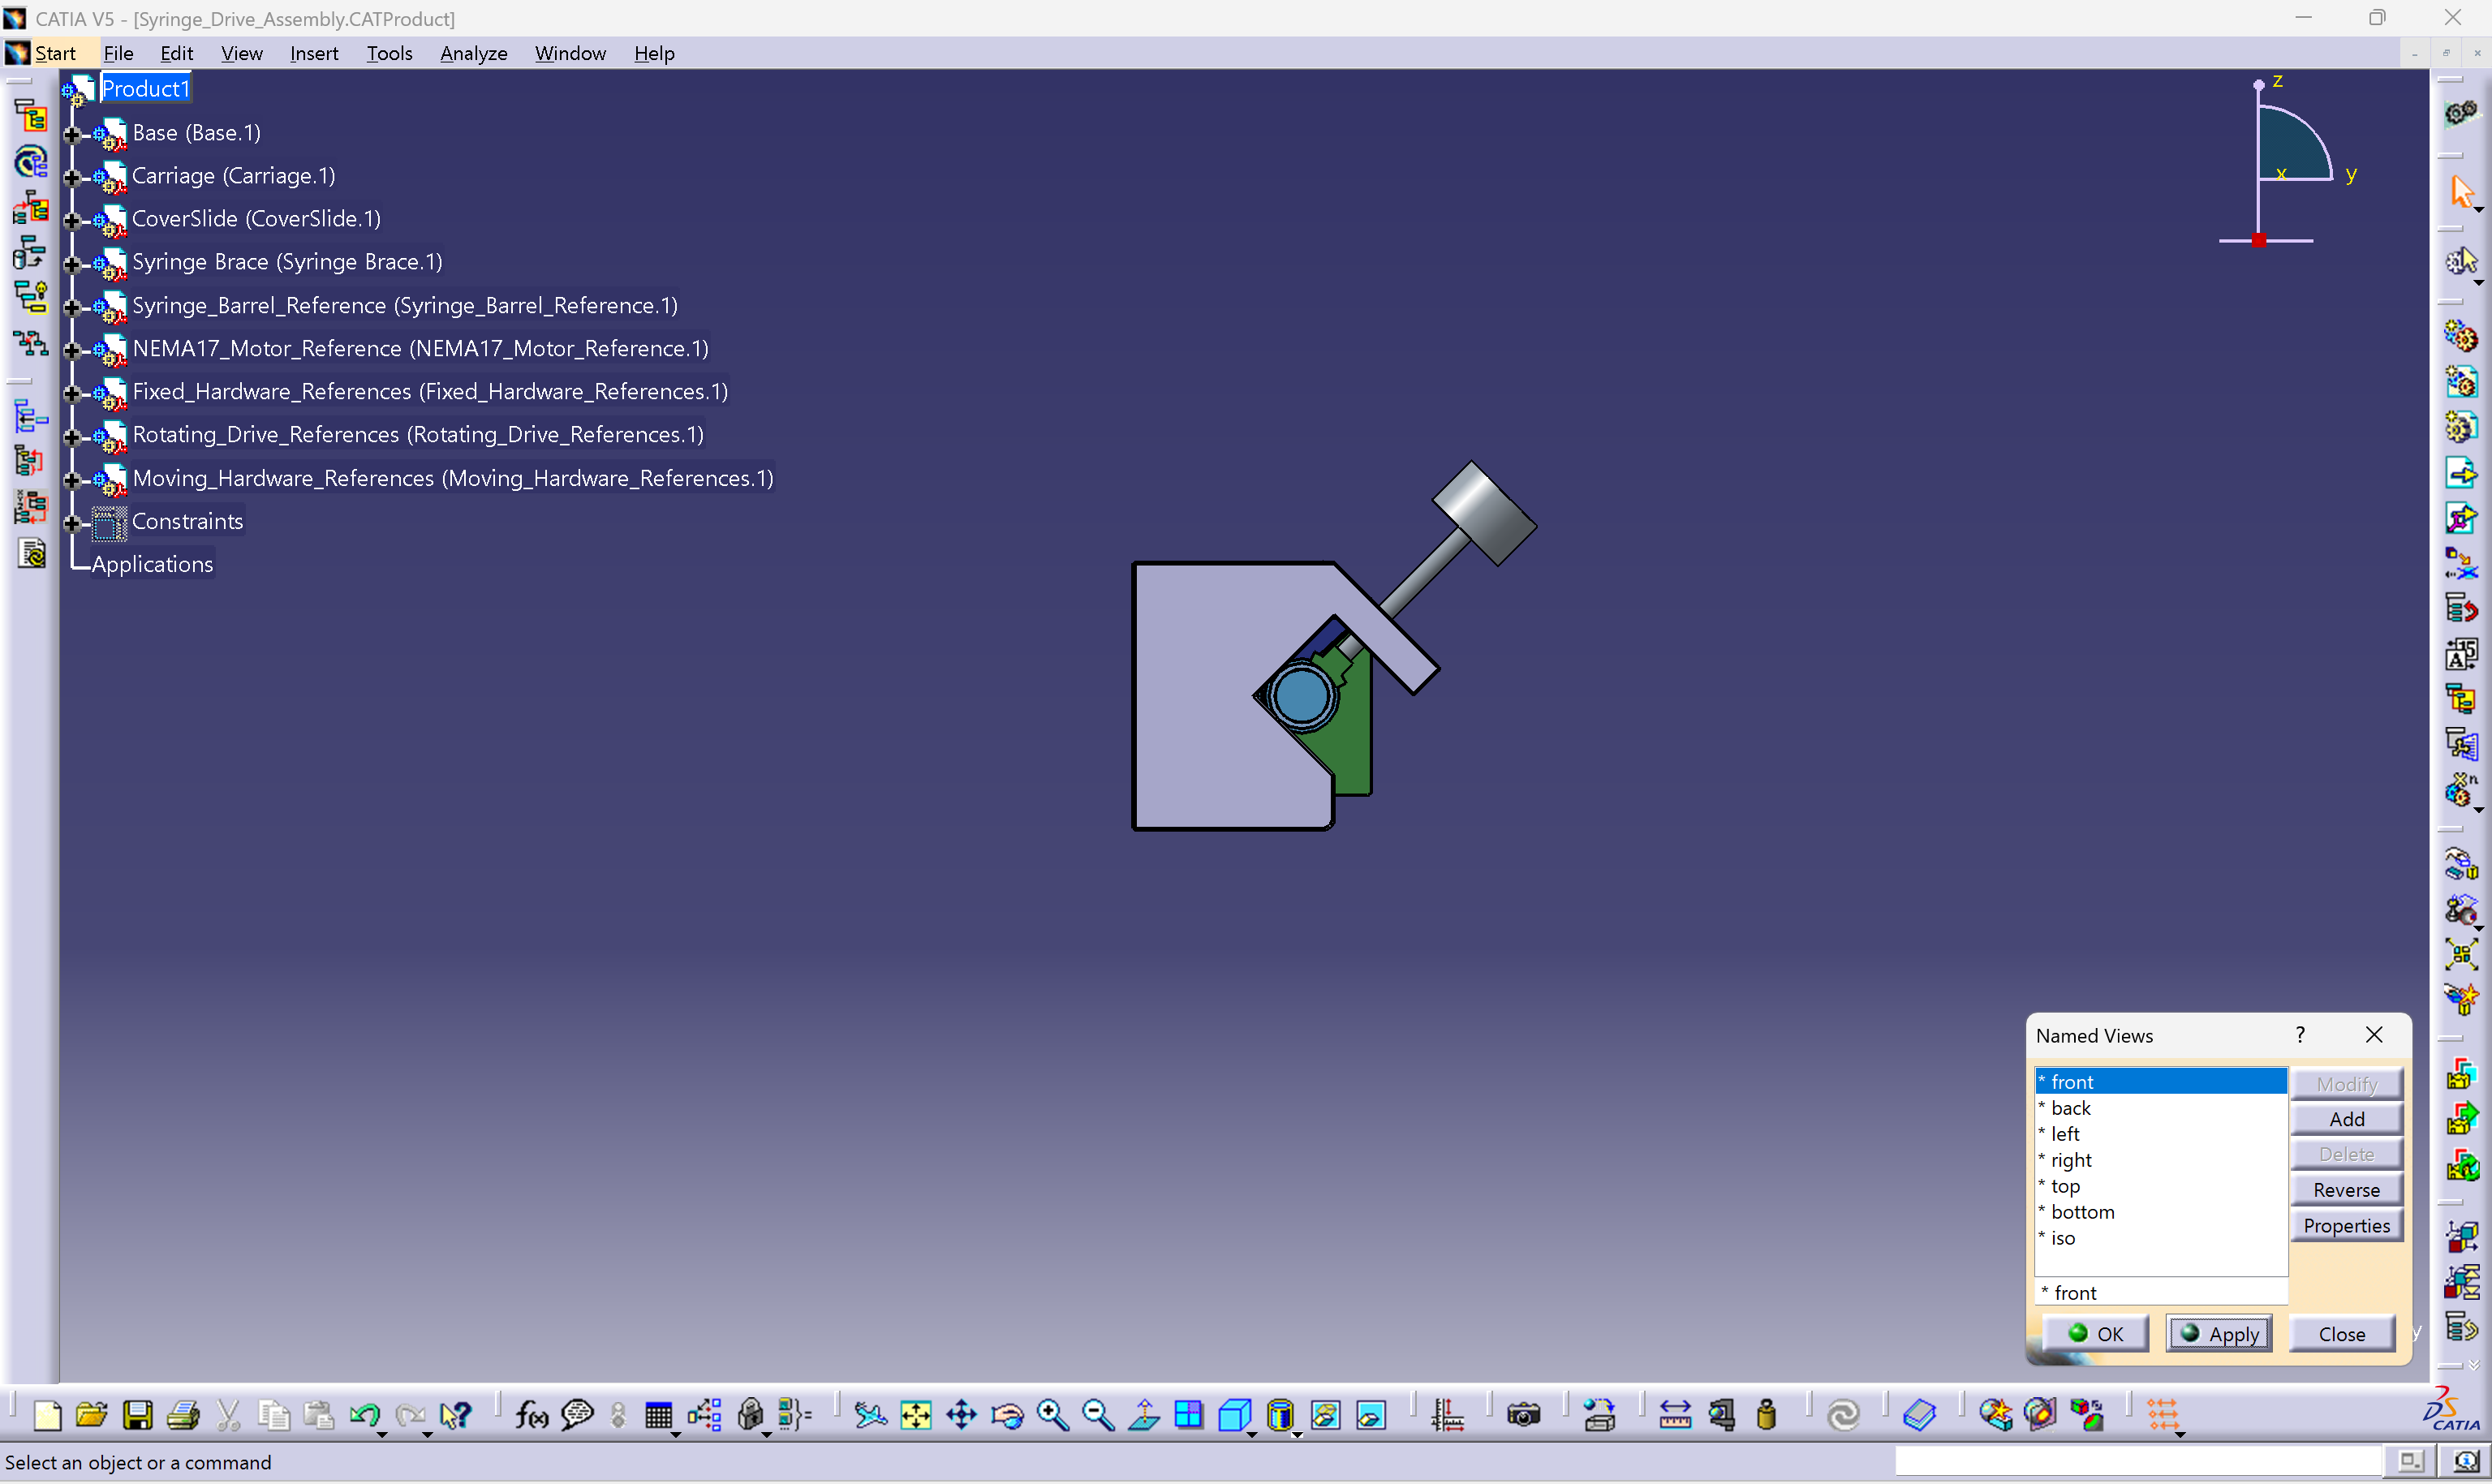 CATIA V5 - [Syringe_Drive_Assembly.CATProduct]
Start File Edit View Insert Tools Analyze Window Help
Product1
Base (Base.1)
Carriage (Carriage.1)
CoverSlide (CoverSlide.1)
Syringe Brace (Syringe Brace.1)
Syringe_Barrel_Reference (Syringe_Barrel_Reference.1)
NEMA17_Motor_Reference (NEMA17_Motor_Reference.1)
Fixed_Hardware_References (Fixed_Hardware_References.1)
Rotating_Drive_References (Rotating_Drive_References.1)
Moving_Hardware_References (Moving_Hardware_References.1)
Constraints
Applications
z
x
y
Named Views ?
* front
* back
* left
* right
* top
* bottom
* iso
* front
Modify
Add
Delete
Reverse
Properties
OK Apply Close
y
f(x)
CATIA
Select an object or a command